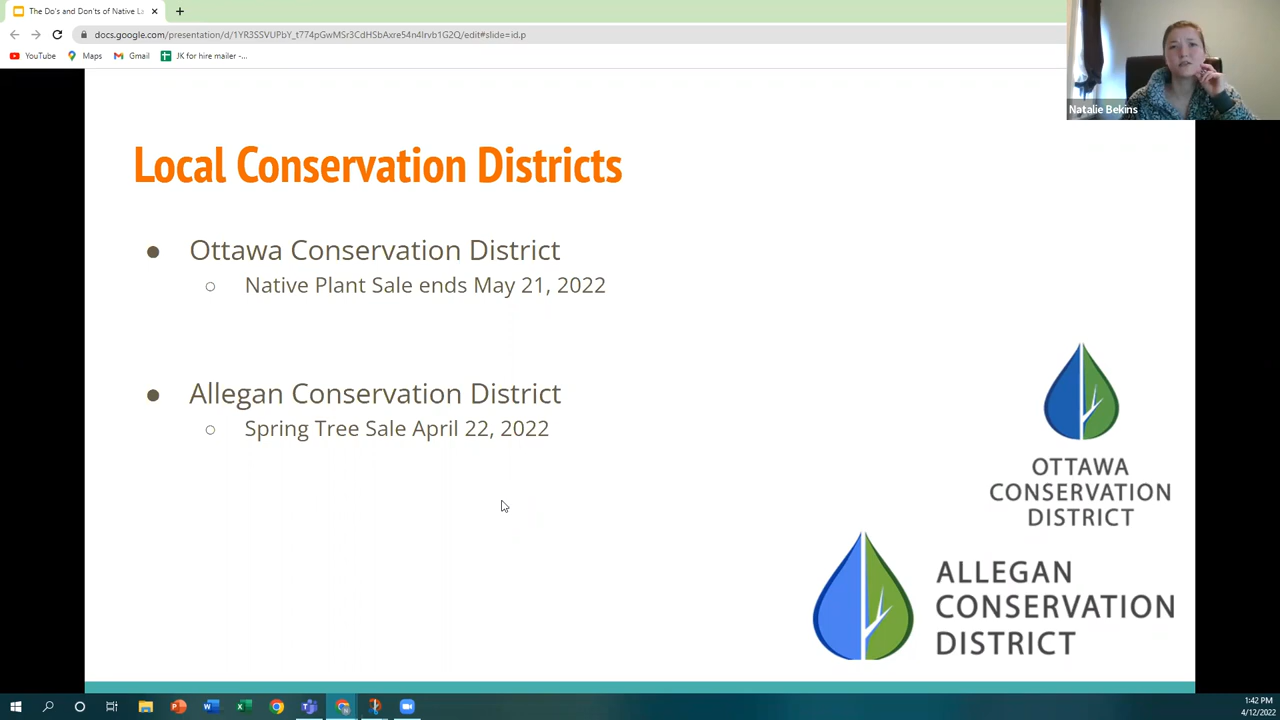 The Do's and Don'ts of Native La
docs.google.com/presentation/d/1YR3SSVUPbY_t774pGwMSr3CdHSbAxre54n4Irvb1G2Q/edit#slide=id.p
YouTube
Maps
Gmail
JK for hire mailer -...
Natalie Bekins
Local Conservation Districts
Ottawa Conservation District
Native Plant Sale ends May 21, 2022
Allegan Conservation District
Spring Tree Sale April 22, 2022
OTTAWA
CONSERVATION
DISTRICT
ALLEGAN
CONSERVATION
DISTRICT
1:42 PM
4/12/2022